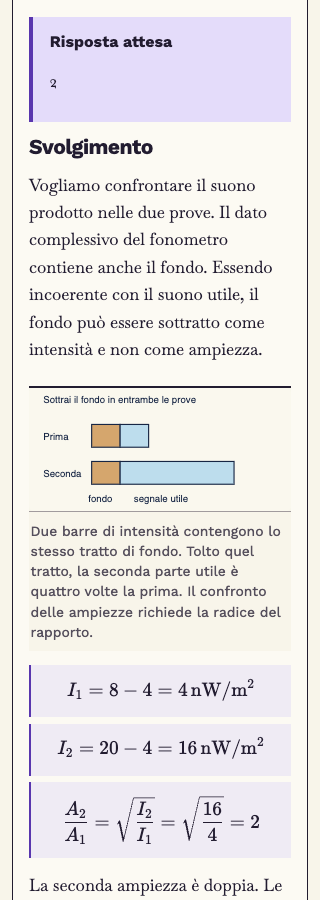 Risposta attesa
2
Svolgimento
Vogliamo confrontare il suono
prodotto nelle due prove. Il dato
complessivo del fonometro
contiene anche il fondo. Essendo
incoerente con il suono utile, il
fondo può essere sottratto come
intensità e non come ampiezza.
Sottrai il fondo in entrambe le prove
Prima
Seconda
fondo segnale utile
Due barre di intensità contengono lo
stesso tratto di fondo. Tolto quel
tratto, la seconda parte utile è
quattro volte la prima. Il confronto
delle ampiezze richiede la radice del
rapporto.
I₁ = 8 − 4 = 4 nW/m²
I₂ = 20 − 4 = 16 nW/m²
A₂/A₁ = √(I₂/I₁) = √(16/4) = 2
La seconda ampiezza è doppia. Le